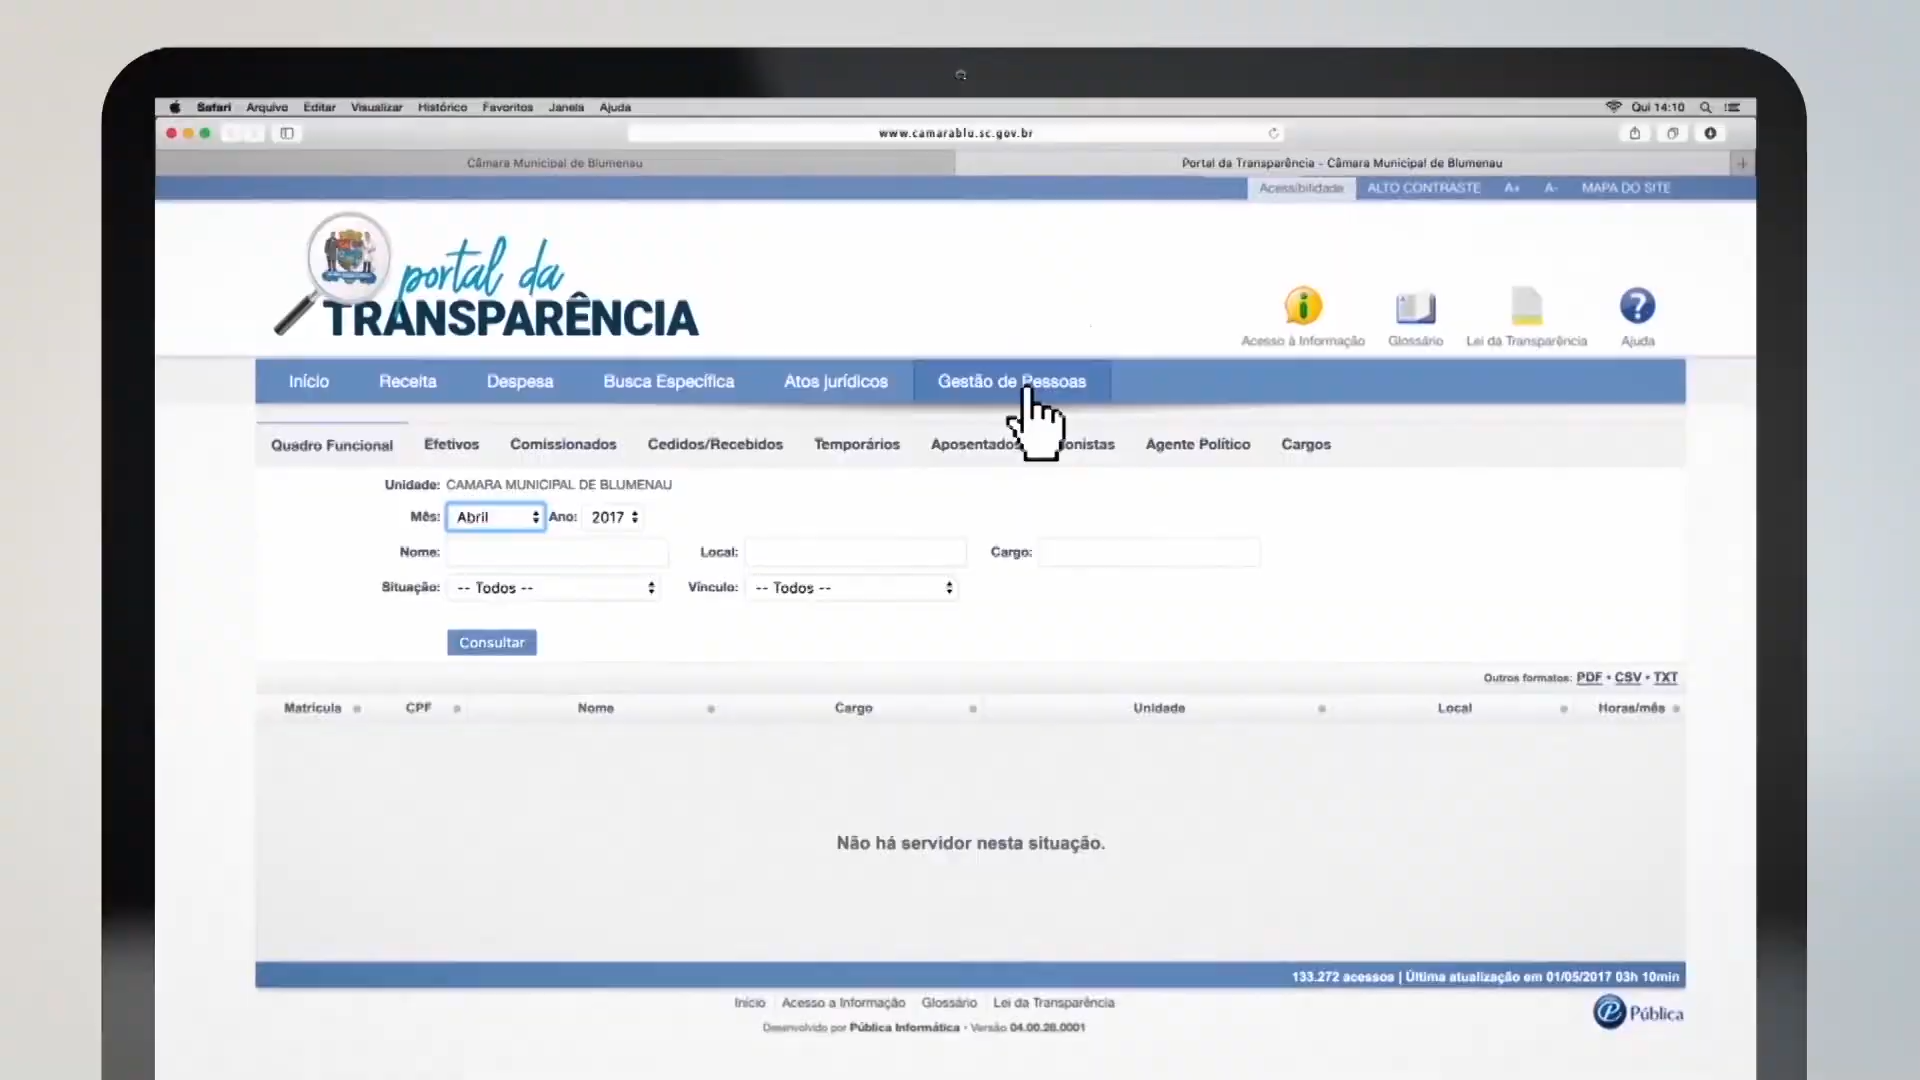 Safari Arquivo Editar Visualizar Histórico Favoritos Janela Ajuda Qui 14:10
www.camarablu.sc.gov.br
Câmara Municipal de Blumenau Portal da Transparência - Câmara Municipal de Blumenau
Acessibilidade ALTO CONTRASTE A+ A- MAPA DO SITE
portal da
TRANSPARÊNCIA
Acesso à Informação Glossário Lei da Transparência Ajuda
Início Receita Despesa Busca Específica Atos jurídicos Gestão de Pessoas
Quadro Funcional Efetivos Comissionados Cedidos/Recebidos Temporários Aposentados Agente Político Cargos
Unidade: CAMARA MUNICIPAL DE BLUMENAU
Mês: Abril Ano: 2017
Nome: Local: Cargo:
Situação: -- Todos -- Vínculo: -- Todos --
Consultar
Outros formatos: PDF • CSV • TXT
Matrícula CPF Nome Cargo Unidade Local Horas/mês
Não há servidor nesta situação.
133.272 acessos | Última atualização em 01/05/2017 03h 10min
Início Acesso a Informação Glossário Lei da Transparência
Desenvolvido por Pública Informática - Versão 04.00.28.0001
Pública